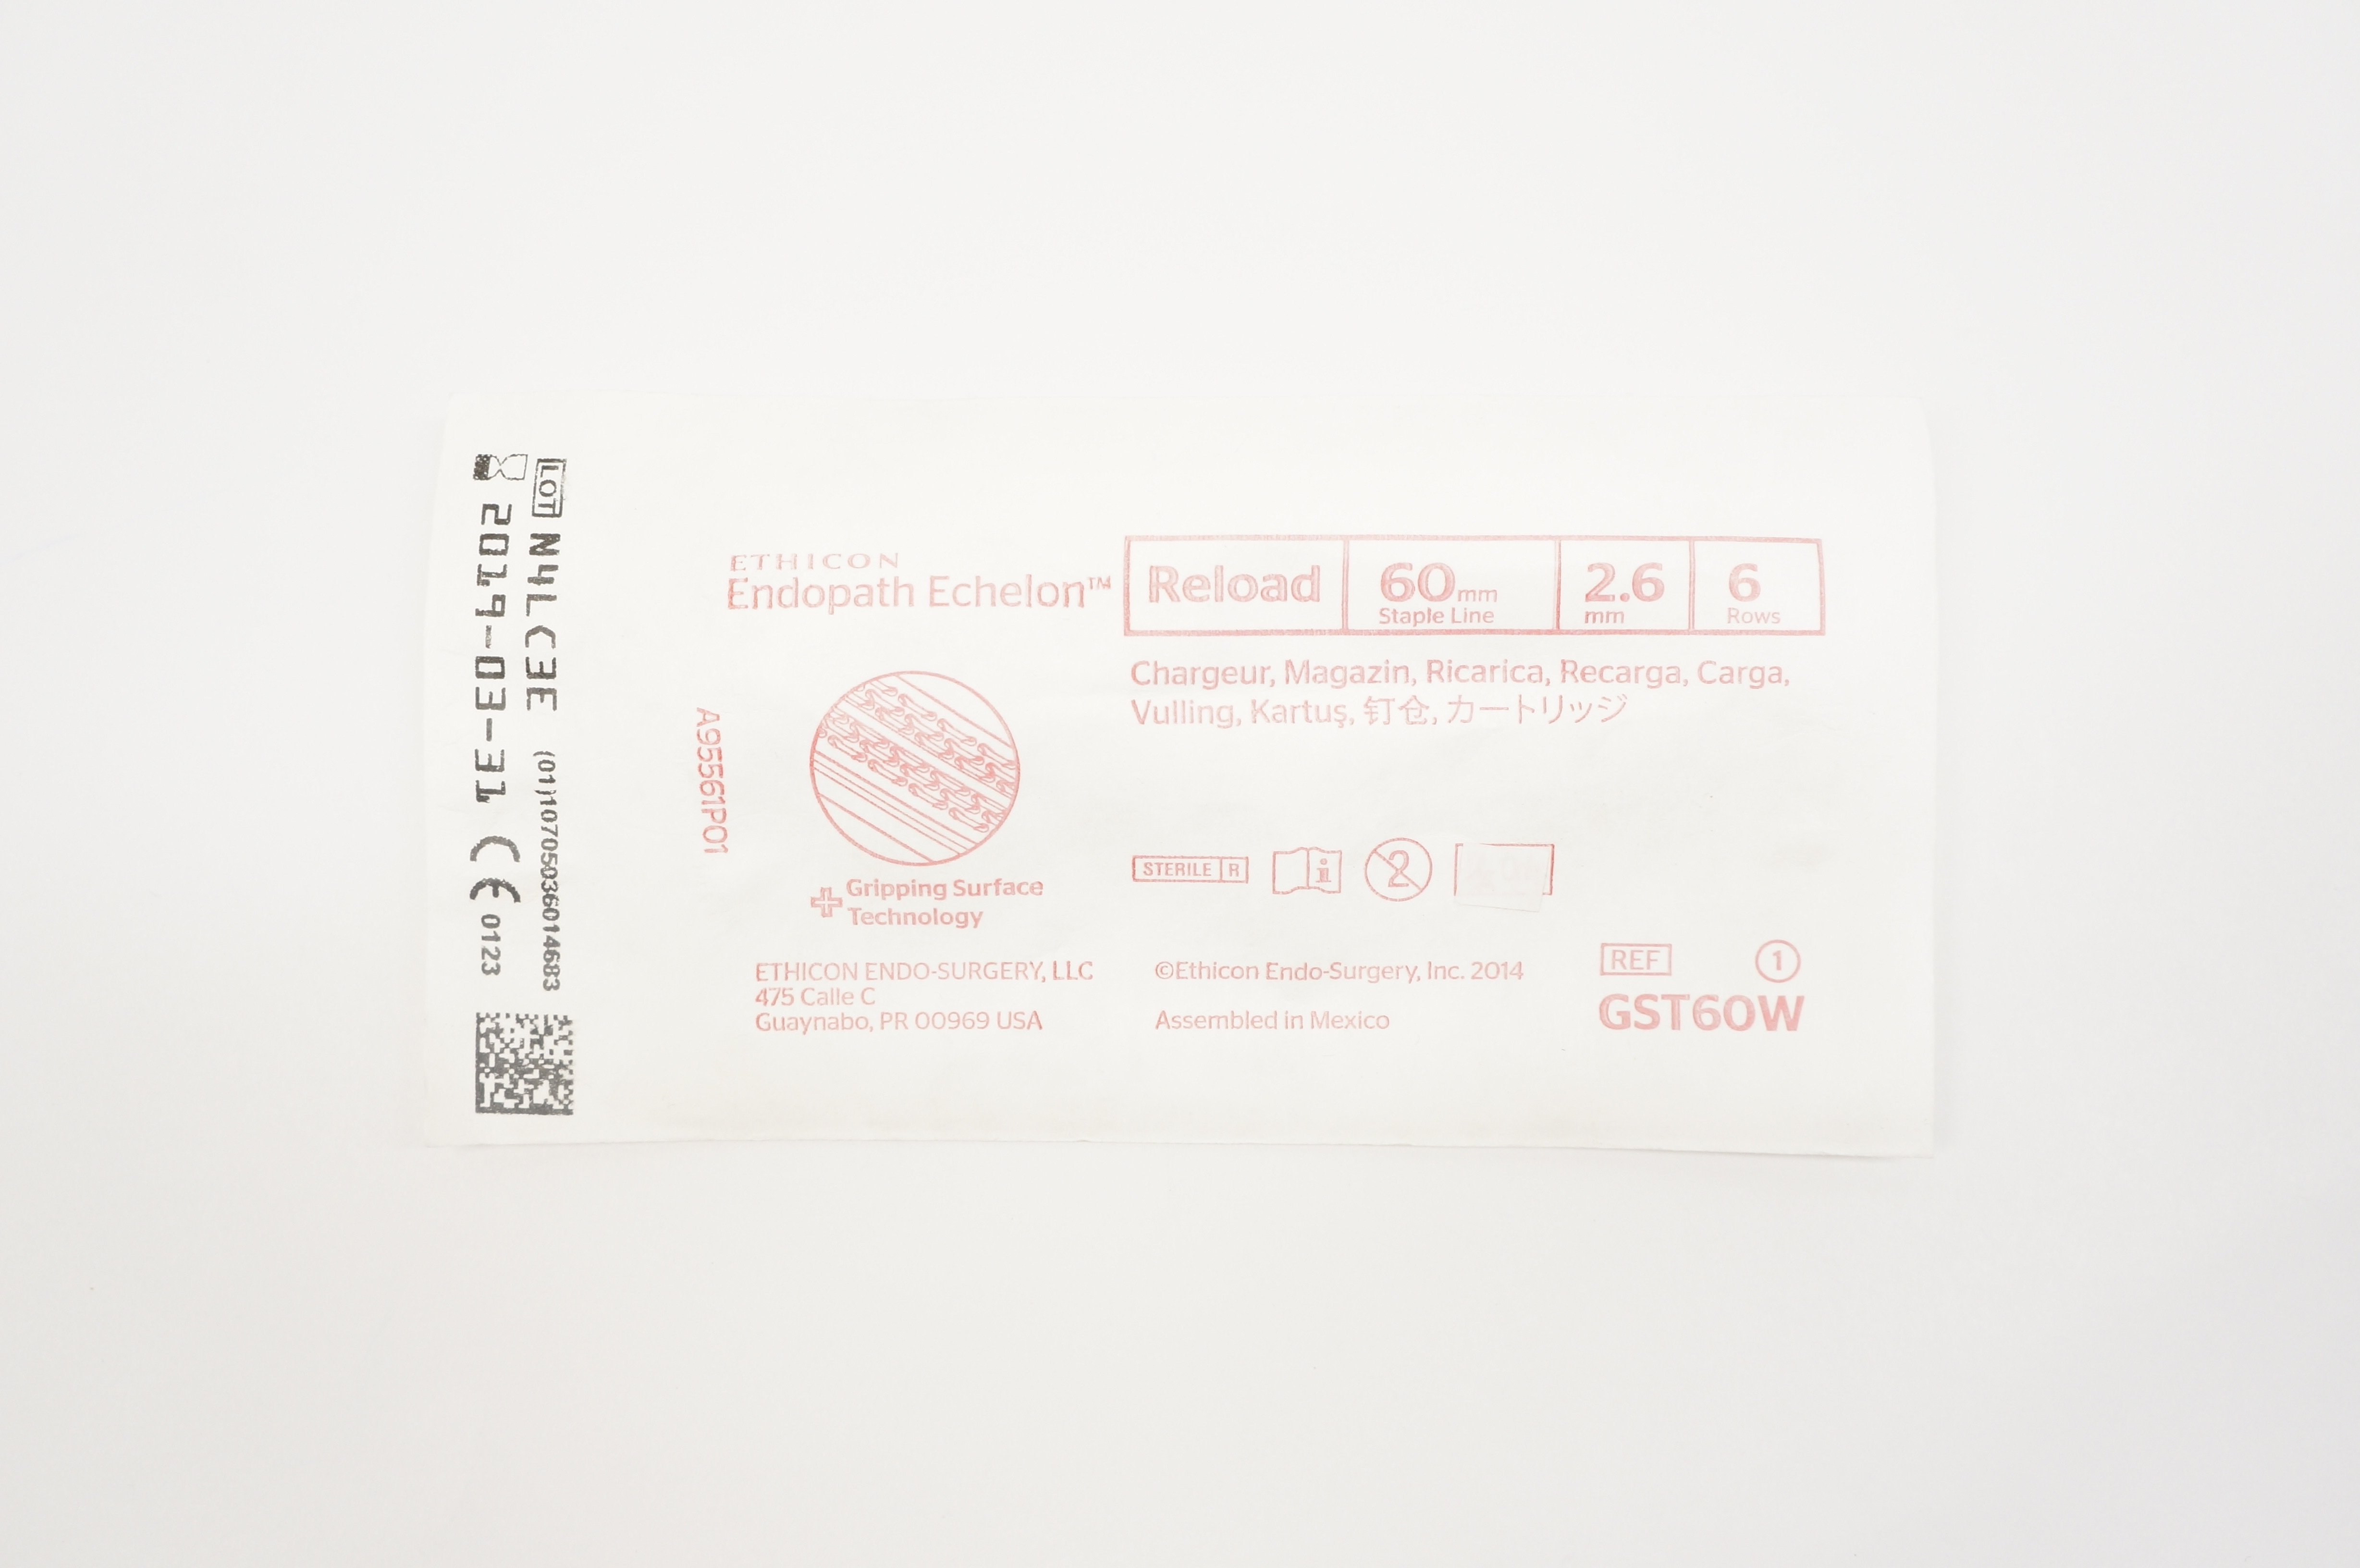 LOT N4LC3E (01)10705036014683
2019-03-31 CE 0123
A95561P01
ETHICON
Endopath Echelon™
Reload
60mm
Staple Line
2.6
mm
6
Rows
Chargeur, Magazin, Ricarica, Recarga, Carga,
Vulling, Kartuş, 钉仓, カートリッジ
Gripping Surface
Technology
STERILE R
i
2
ETHICON ENDO-SURGERY, LLC
475 Calle C
Guaynabo, PR 00969 USA
©Ethicon Endo-Surgery, Inc. 2014
Assembled in Mexico
REF
1
GST60W